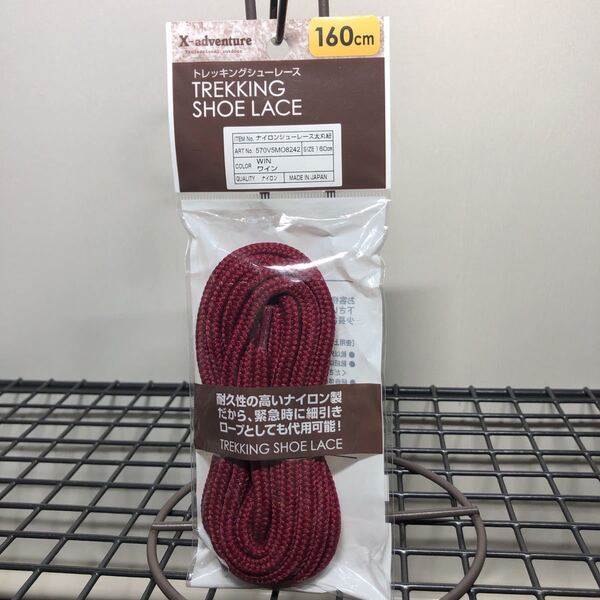 X-adventure
Professional outdoor
160cm
トレッキングシューレース
TREKKING
SHOE LACE
ITEM No. ナイロンシューレース太丸紐
ART No. 570V5MO8242 SIZE 160cm
COLOR WIN
ワイン
QUALITY ナイロン MADE IN JAPAN
耐久性の高いナイロン製
だから、緊急時に細引き
ロープとしても代用可能!
TREKKING SHOE LACE